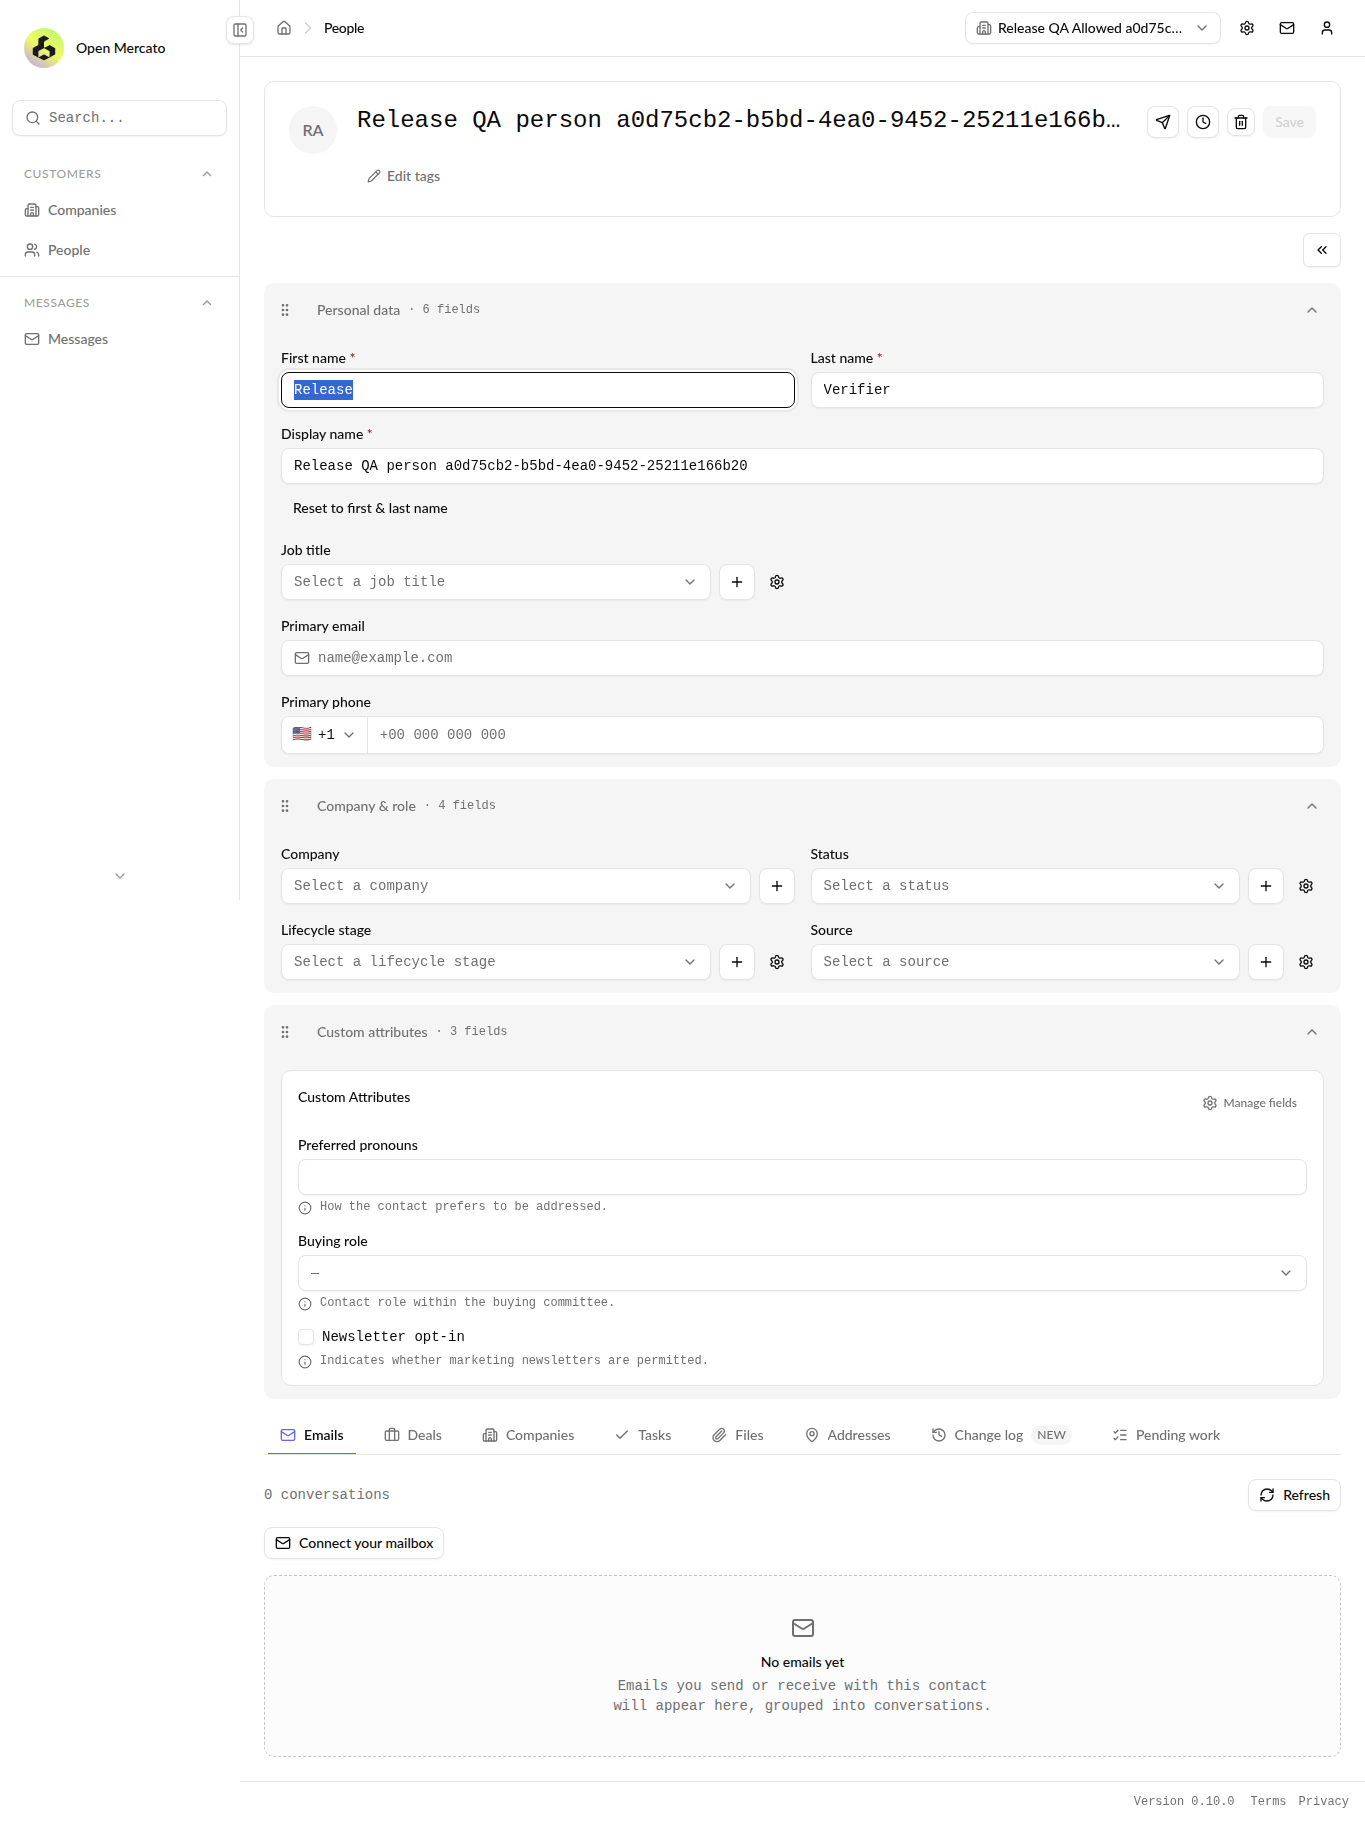 Open Mercato
Search...
CUSTOMERS
Companies
People
MESSAGES
Messages
People
Release QA Allowed a0d75c...
RA
Release QA person a0d75cb2-b5bd-4ea0-9452-25211e166b...
Save
Edit tags
Personal data · 6 fields
First name *
Last name *
Release
Verifier
Display name *
Release QA person a0d75cb2-b5bd-4ea0-9452-25211e166b20
Reset to first & last name
Job title
Select a job title
Primary email
name@example.com
Primary phone
+1
+00 000 000 000
Company & role · 4 fields
Company
Status
Select a company
Select a status
Lifecycle stage
Source
Select a lifecycle stage
Select a source
Custom attributes · 3 fields
Custom Attributes
Manage fields
Preferred pronouns
How the contact prefers to be addressed.
Buying role
—
Contact role within the buying committee.
Newsletter opt-in
Indicates whether marketing newsletters are permitted.
Emails
Deals
Companies
Tasks
Files
Addresses
Change log NEW
Pending work
0 conversations
Refresh
Connect your mailbox
No emails yet
Emails you send or receive with this contact
will appear here, grouped into conversations.
Version 0.10.0 Terms Privacy